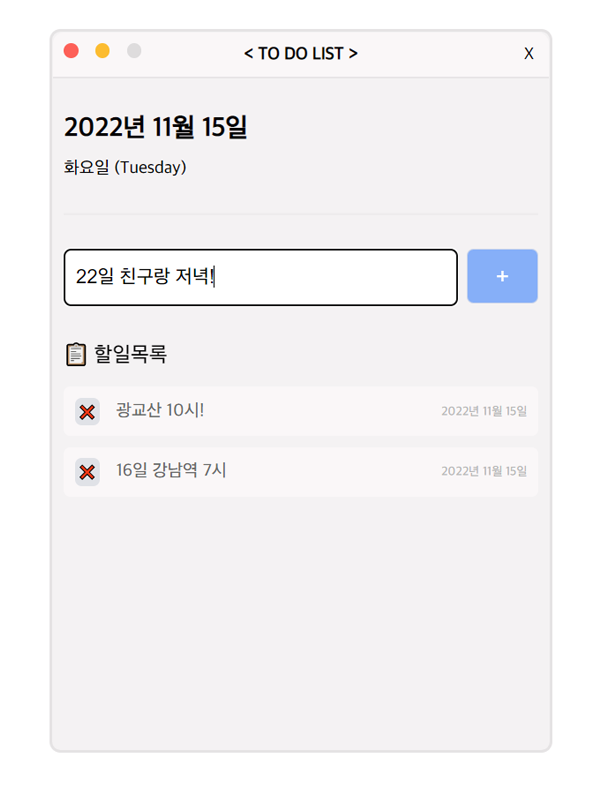 < TO DO LIST >
X
2022년 11월 15일
화요일 (Tuesday)
22일 친구랑 저녁!
+
할일목록
광교산 10시!
2022년 11월 15일
16일 강남역 7시
2022년 11월 15일